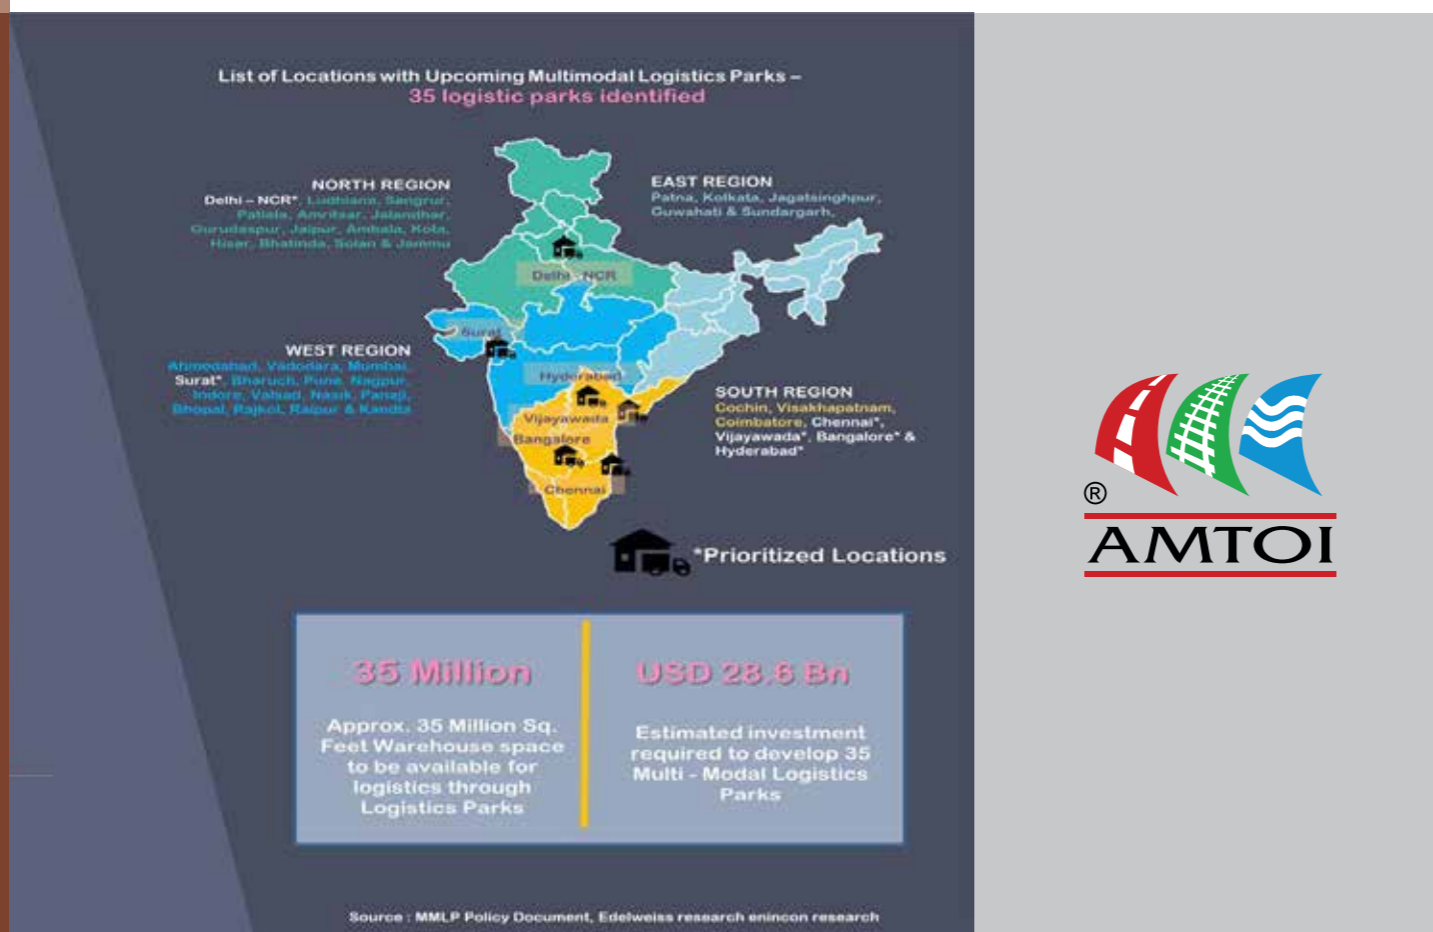 List of Locations with Upcoming Multimodal Logistics Parks –
35 logistic parks identified
NORTH REGION
Delhi – NCR*, Ludhiana, Sangrur,
Patiala, Amritsar, Jalandhar,
Gurudaspur, Jaipur, Ambala, Kota,
Hisar, Bhatinda, Solan & Jammu
EAST REGION
Patna, Kolkata, Jagatsinghpur,
Guwahati & Sundargarh,
Delhi - NCR
Surat
WEST REGION
Ahmedabad, Vadodara, Mumbai,
Surat*, Bharuch, Pune, Nagpur,
Indore, Valsad, Nasik, Panaji,
Bhopal, Rajkot, Raipur & Kandla
Hyderabad
Vijayawada
Bangalore
Chennai
SOUTH REGION
Cochin, Visakhapatnam,
Coimbatore, Chennai*,
Vijayawada*, Bangalore* &
Hyderabad*
*Prioritized Locations
35 Million
Approx. 35 Million Sq.
Feet Warehouse space
to be available for
logistics through
Logistics Parks
USD 28.6 Bn
Estimated investment
required to develop 35
Multi - Modal Logistics
Parks
Source : MMLP Policy Document, Edelweiss research enincon research
®
AMTOI